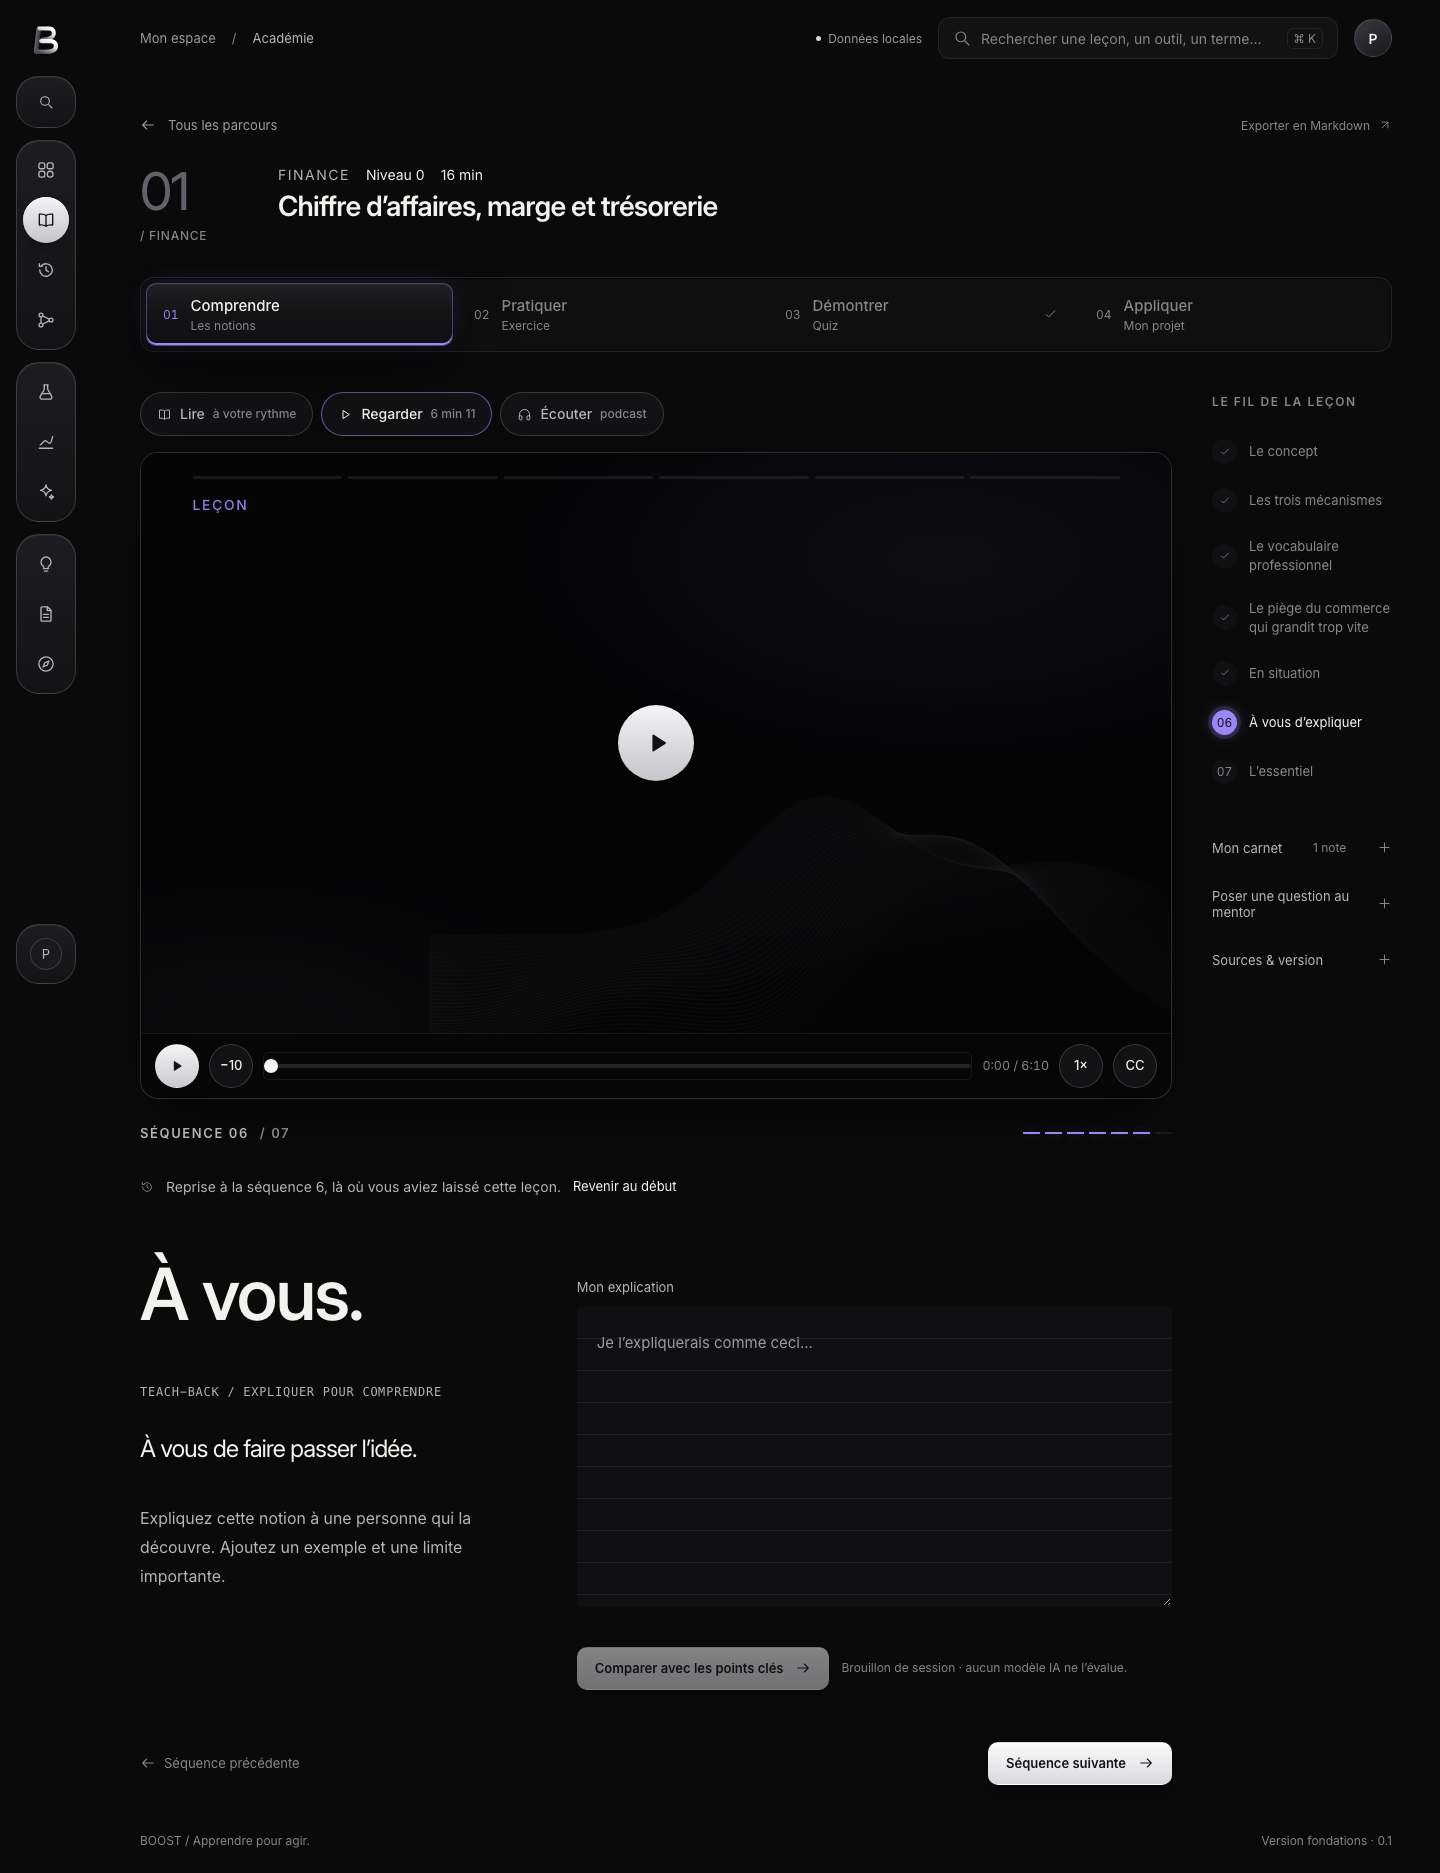 B
Mon espace / Académie
Données locales
Rechercher une leçon, un outil, un terme...
⌘ K
P
← Tous les parcours
Exporter en Markdown ↗
01
/ FINANCE
FINANCE Niveau 0 16 min
Chiffre d’affaires, marge et trésorerie
01 Comprendre
Les notions
02 Pratiquer
Exercice
03 Démontrer
Quiz
04 Appliquer
Mon projet
Lire à votre rythme
Regarder 6 min 11
Écouter podcast
LEÇON
−10
0:00 / 6:10
1×
CC
LE FIL DE LA LEÇON
Le concept
Les trois mécanismes
Le vocabulaire
professionnel
Le piège du commerce
qui grandit trop vite
En situation
06 À vous d’expliquer
07 L’essentiel
Mon carnet 1 note +
Poser une question au
mentor +
Sources & version +
P
SÉQUENCE 06 / 07
Reprise à la séquence 6, là où vous aviez laissé cette leçon. Revenir au début
À vous.
TEACH-BACK / EXPLIQUER POUR COMPRENDRE
À vous de faire passer l’idée.
Expliquez cette notion à une personne qui la
découvre. Ajoutez un exemple et une limite
importante.
Mon explication
Je l’expliquerais comme ceci...
Comparer avec les points clés →
Brouillon de session · aucun modèle IA ne l’évalue.
← Séquence précédente
Séquence suivante →
BOOST / Apprendre pour agir.
Version fondations · 0.1